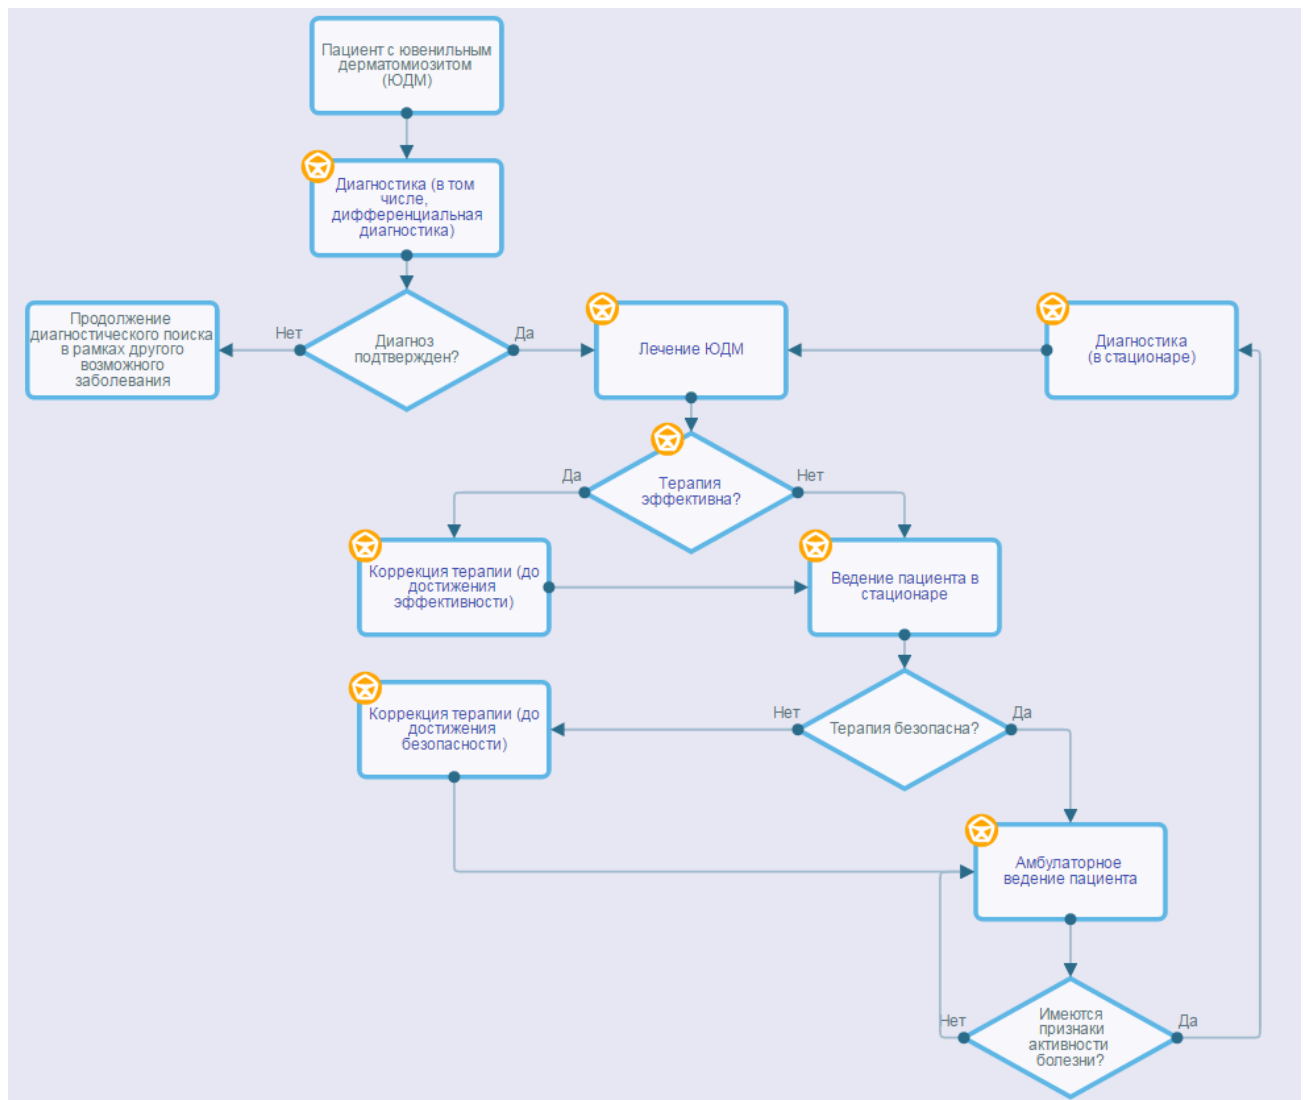 Пациент с ювенильным
дерматомиозитом
(ЮДМ)
Диагностика (в том
числе,
дифференциальная
диагностика)
Продолжение
диагностического поиска
в рамках другого
возможного
заболевания
Нет
Диагноз
подтвержден?
Да
Лечение ЮДМ
Диагностика
(в стационаре)
Да
Терапия
эффективна?
Нет
Коррекция терапии (до
достижения
эффективности)
Ведение пациента в
стационаре
Коррекция терапии (до
достижения
безопасности)
Нет
Терапия безопасна?
Да
Амбулаторное
ведение пациента
Нет
Имеются
признаки
активности
болезни?
Да